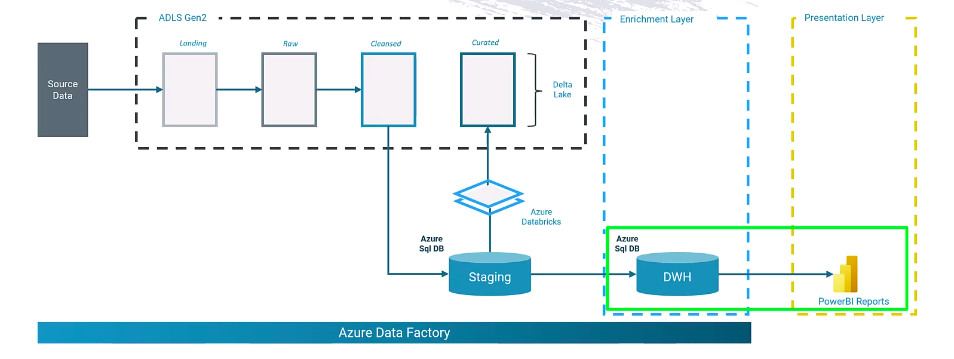 ADLS Gen2
Enrichment Layer
Presentation Layer
Landing
Raw
Cleansed
Curated
Source
Data
Delta
Lake
Azure
Databricks
Azure
Sql DB
Azure
Sql DB
Staging
DWH
PowerBI Reports
Azure Data Factory